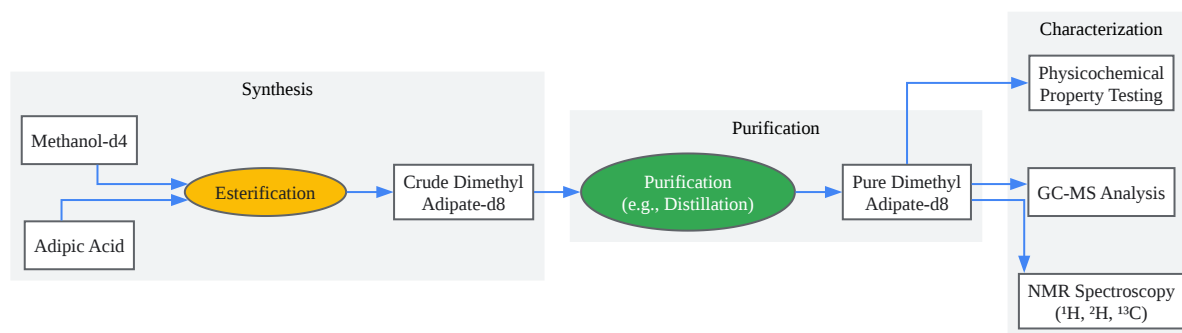 Synthesis
Methanol-d4
Adipic Acid
Esterification
Crude Dimethyl
Adipate-d8
Purification
Purification
(e.g., Distillation)
Pure Dimethyl
Adipate-d8
Characterization
Physicochemical
Property Testing
GC-MS Analysis
NMR Spectroscopy
(¹H, ²H, ¹³C)